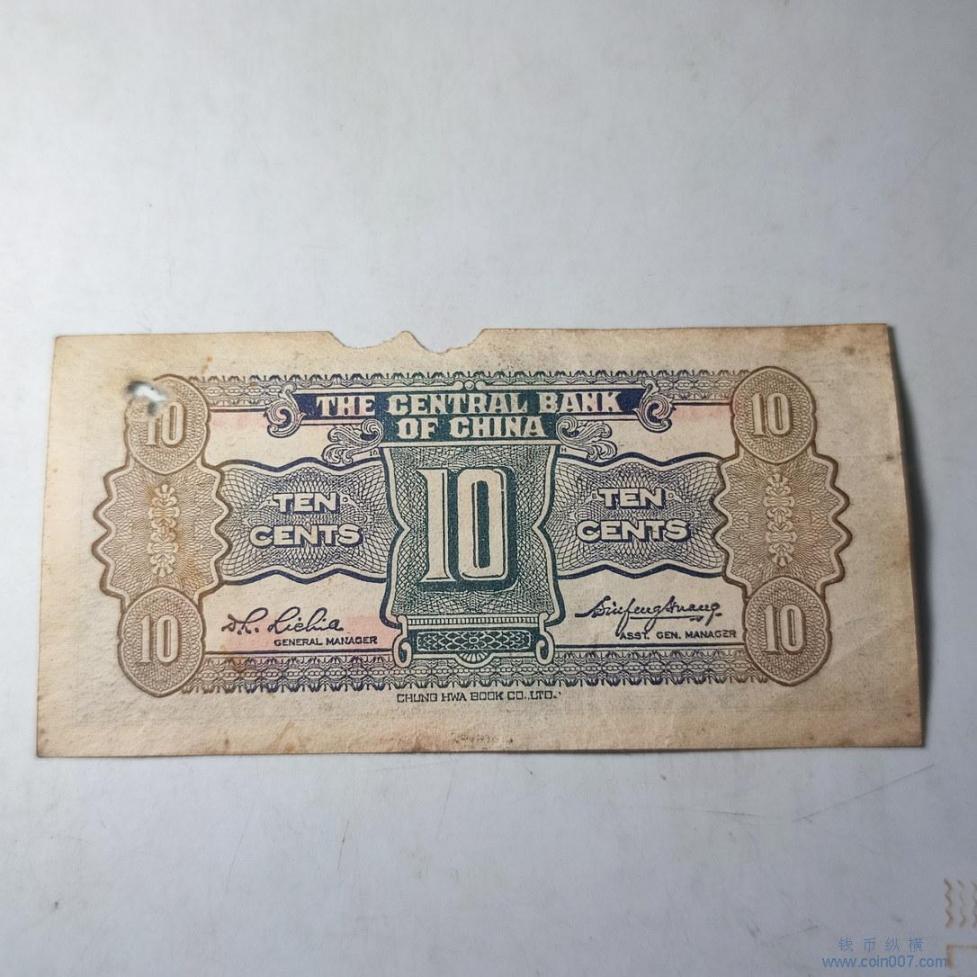 THE CENTRAL BANK
OF CHINA
10
10
10
TEN
CENTS
TEN
CENTS
GENERAL MANAGER
ASST. GEN. MANAGER
10
10
CHUNG HWA BOOK CO.,LTD.
钱币纵横
www.coin007.com